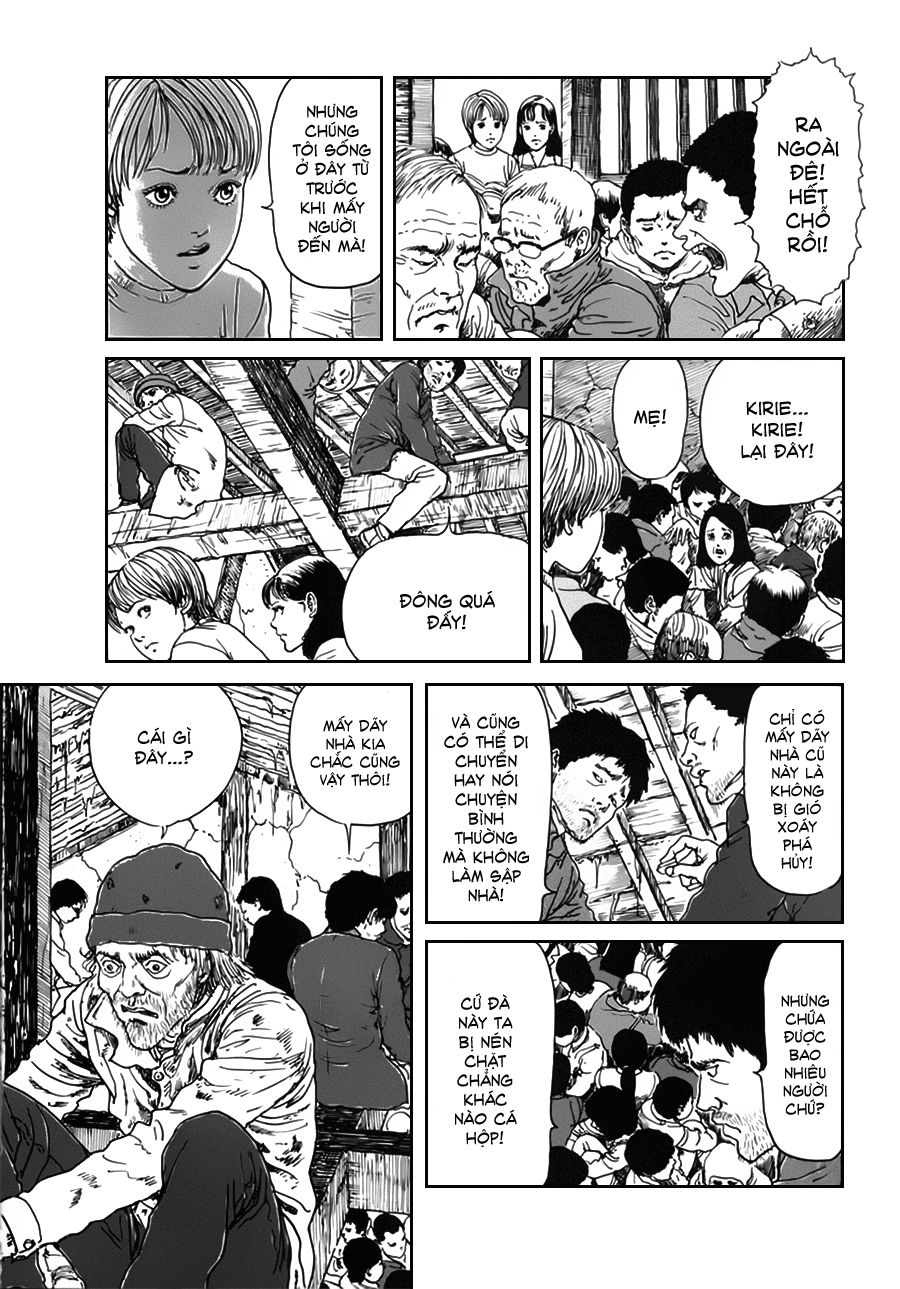 RA
NGOÀI
ĐÊ!
HẾT
CHỖ
RỒI!
NHƯNG
CHÚNG
TÔI SỐNG
Ở ĐÂY TỪ
TRƯỚC
KHI MẤY
NGƯỜI
ĐẾN MÀ!
KIRIE...
KIRIE!
LẠI ĐÂY!
MẸ!
ĐÔNG QUÁ
ĐẤY!
CHỈ CÓ
MẤY DÃY
NHÀ CŨ
NÀY LÀ
KHÔNG
BỊ GIÓ
XOÁY
PHÁ
HỦY!
VÀ CŨNG
CÓ THỂ DI
CHUYỂN
HAY NÓI
CHUYỆN
BÌNH
THƯỜNG
MÀ KHÔNG
LÀM SẬP
NHÀ!
NHƯNG
CHỨA
ĐƯỢC
BAO
NHIÊU
NGƯỜI
CHỨ?
CỨ ĐÀ
NÀY TA
BỊ NÉN
CHẶT
CHẲNG
KHÁC
NÀO CÁ
HỘP!
MẤY DÃY
NHÀ KIA
CHẮC CŨNG
VẬY THÔI!
CÁI GÌ
ĐÂY...?